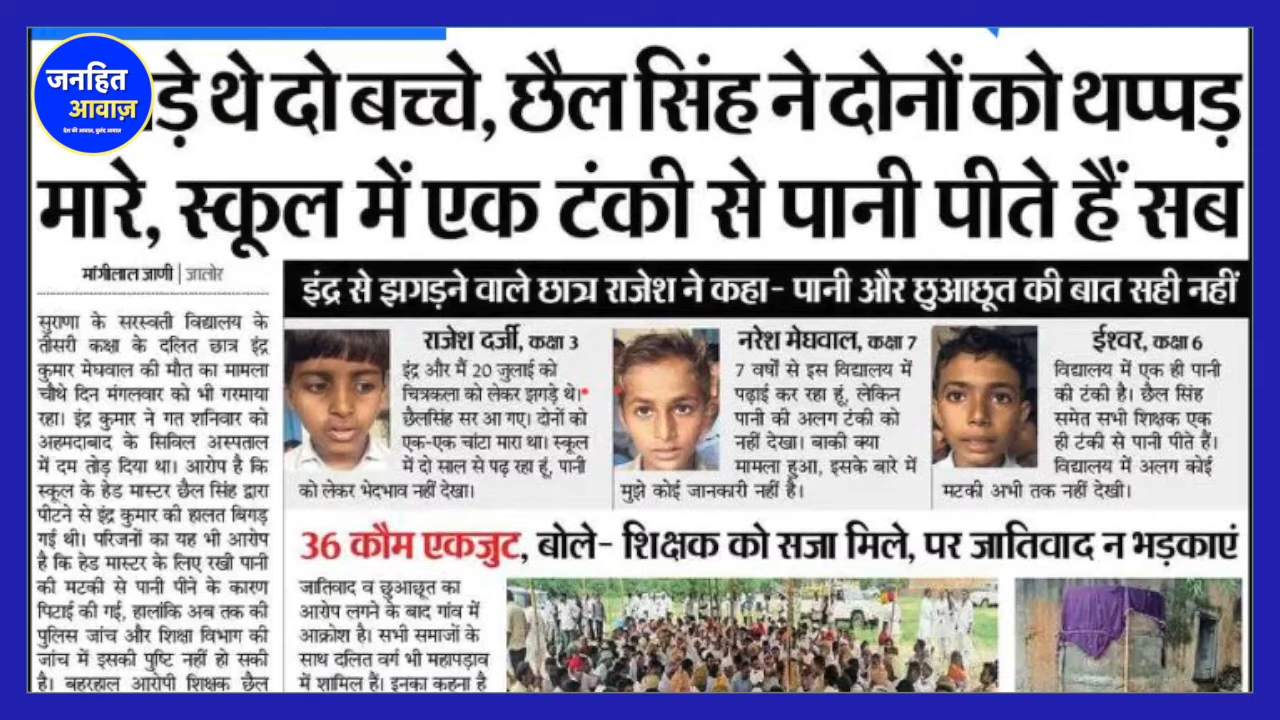 जनहित
आवाज़
देश की आवाज़, बुलंद आवाज़
ड़े थे दो बच्चे, छैल सिंह ने दोनों को थप्पड़
मारे, स्कूल में एक टंकी से पानी पीते हैं सब
मांगीलाल जाणी | जालोर
सुराणा के सरस्वती विद्यालय के
तीसरी कक्षा के दलित छात्र इंद्र
कुमार मेघवाल की मौत का मामला
चौथे दिन मंगलवार को भी गरमाया
रहा। इंद्र कुमार ने गत शनिवार को
अहमदाबाद के सिविल अस्पताल
में दम तोड़ दिया था। आरोप है कि
स्कूल के हेड मास्टर छैल सिंह द्वारा
पीटने से इंद्र कुमार की हालत बिगड़
गई थी। परिजनों का यह भी आरोप
है कि हेड मास्टर के लिए रखी पानी
की मटकी से पानी पीने के कारण
पिटाई की गई, हालांकि अब तक की
पुलिस जांच और शिक्षा विभाग की
जांच में इसकी पुष्टि नहीं हो सकी
है। बहरहाल आरोपी शिक्षक छैल
इंद्र से झगड़ने वाले छात्र राजेश ने कहा- पानी और छुआछूत की बात सही नहीं
राजेश दर्जी, कक्षा 3
इंद्र और मैं 20 जुलाई को
चित्रकला को लेकर झगड़े थे।
छैलसिंह सर आ गए। दोनों को
एक-एक चांटा मारा था। स्कूल
में दो साल से पढ़ रहा हूं, पानी
को लेकर भेदभाव नहीं देखा।
नरेश मेघवाल, कक्षा 7
7 वर्षों से इस विद्यालय में
पढ़ाई कर रहा हूं, लेकिन
पानी की अलग टंकी को
नहीं देखा। बाकी क्या
मामला हुआ, इसके बारे में
मुझे कोई जानकारी नहीं है।
ईश्वर, कक्षा 6
विद्यालय में एक ही पानी
की टंकी है। छैल सिंह
समेत सभी शिक्षक एक
ही टंकी से पानी पीते हैं।
विद्यालय में अलग कोई
मटकी अभी तक नहीं देखी।
36 कौम एकजुट, बोले- शिक्षक को सजा मिले, पर जातिवाद न भड़काएं
जातिवाद व छुआछूत का
आरोप लगने के बाद गांव में
आक्रोश है। सभी समाजों के
साथ दलित वर्ग भी महापड़ाव
में शामिल हैं। इनका कहना है